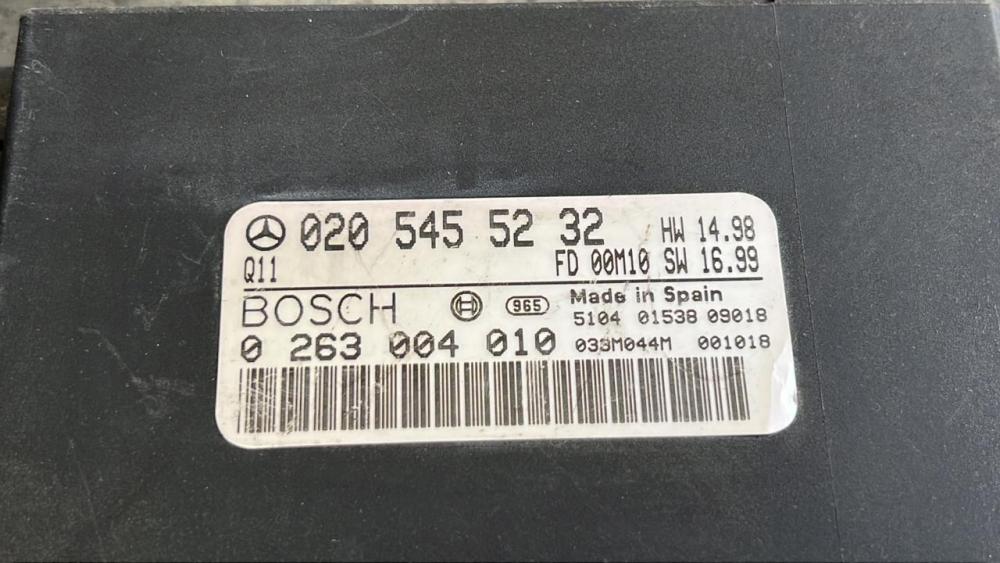 020 545 52 32 HW 14.98
Q11 FD 00M10 SW 16.99
BOSCH 965 Made in Spain
5104 01538 09018
0 263 004 010 033M044M 001018